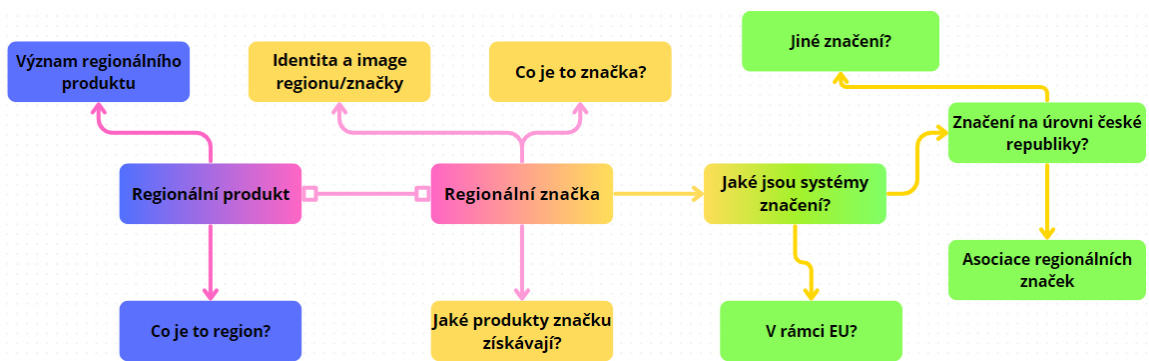 Význam regionálního
produktu
Identita a image
regionu/značky
Co je to značka?
Jiné značení?
Značení na úrovni české
republiky?
Regionální produkt
Regionální značka
Jaké jsou systémy
značení?
Asociace regionálních
značek
Co je to region?
Jaké produkty značku
získávají?
V rámci EU?